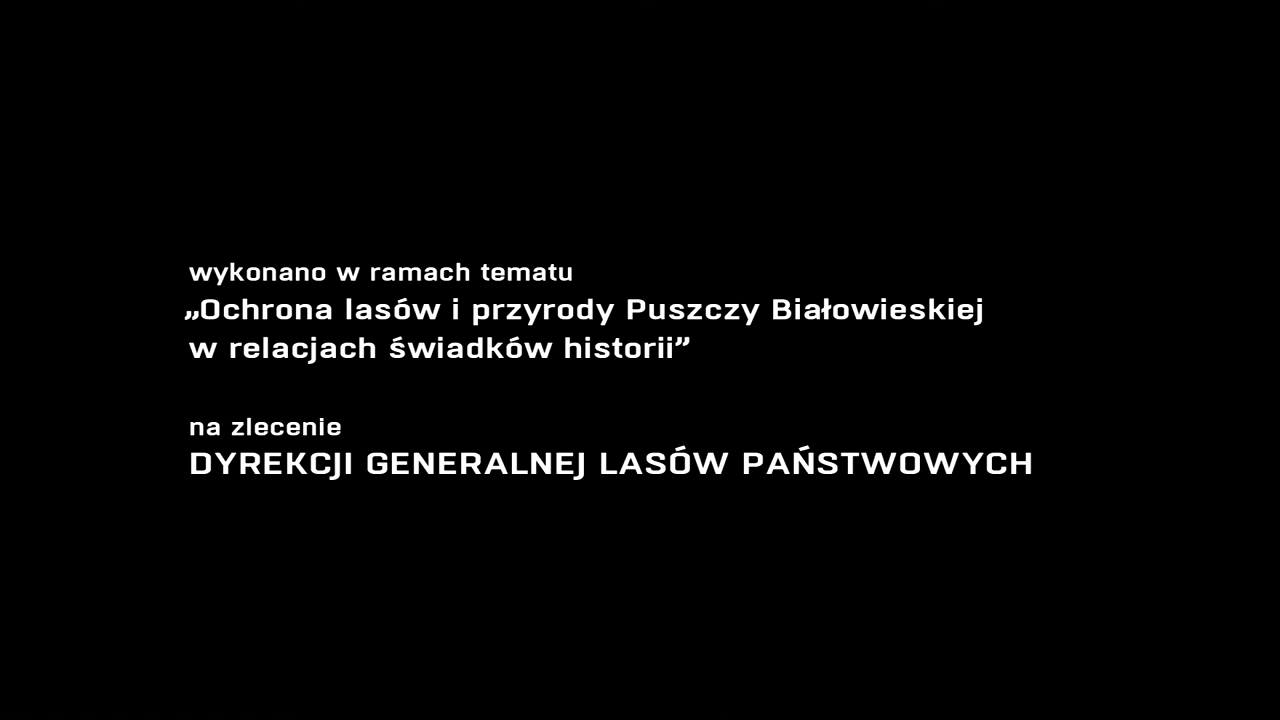 wykonano w ramach tematu
„Ochrona lasów i przyrody Puszczy Białowieskiej
w relacjach świadków historii”
na zlecenie
DYREKCJI GENERALNEJ LASÓW PAŃSTWOWYCH